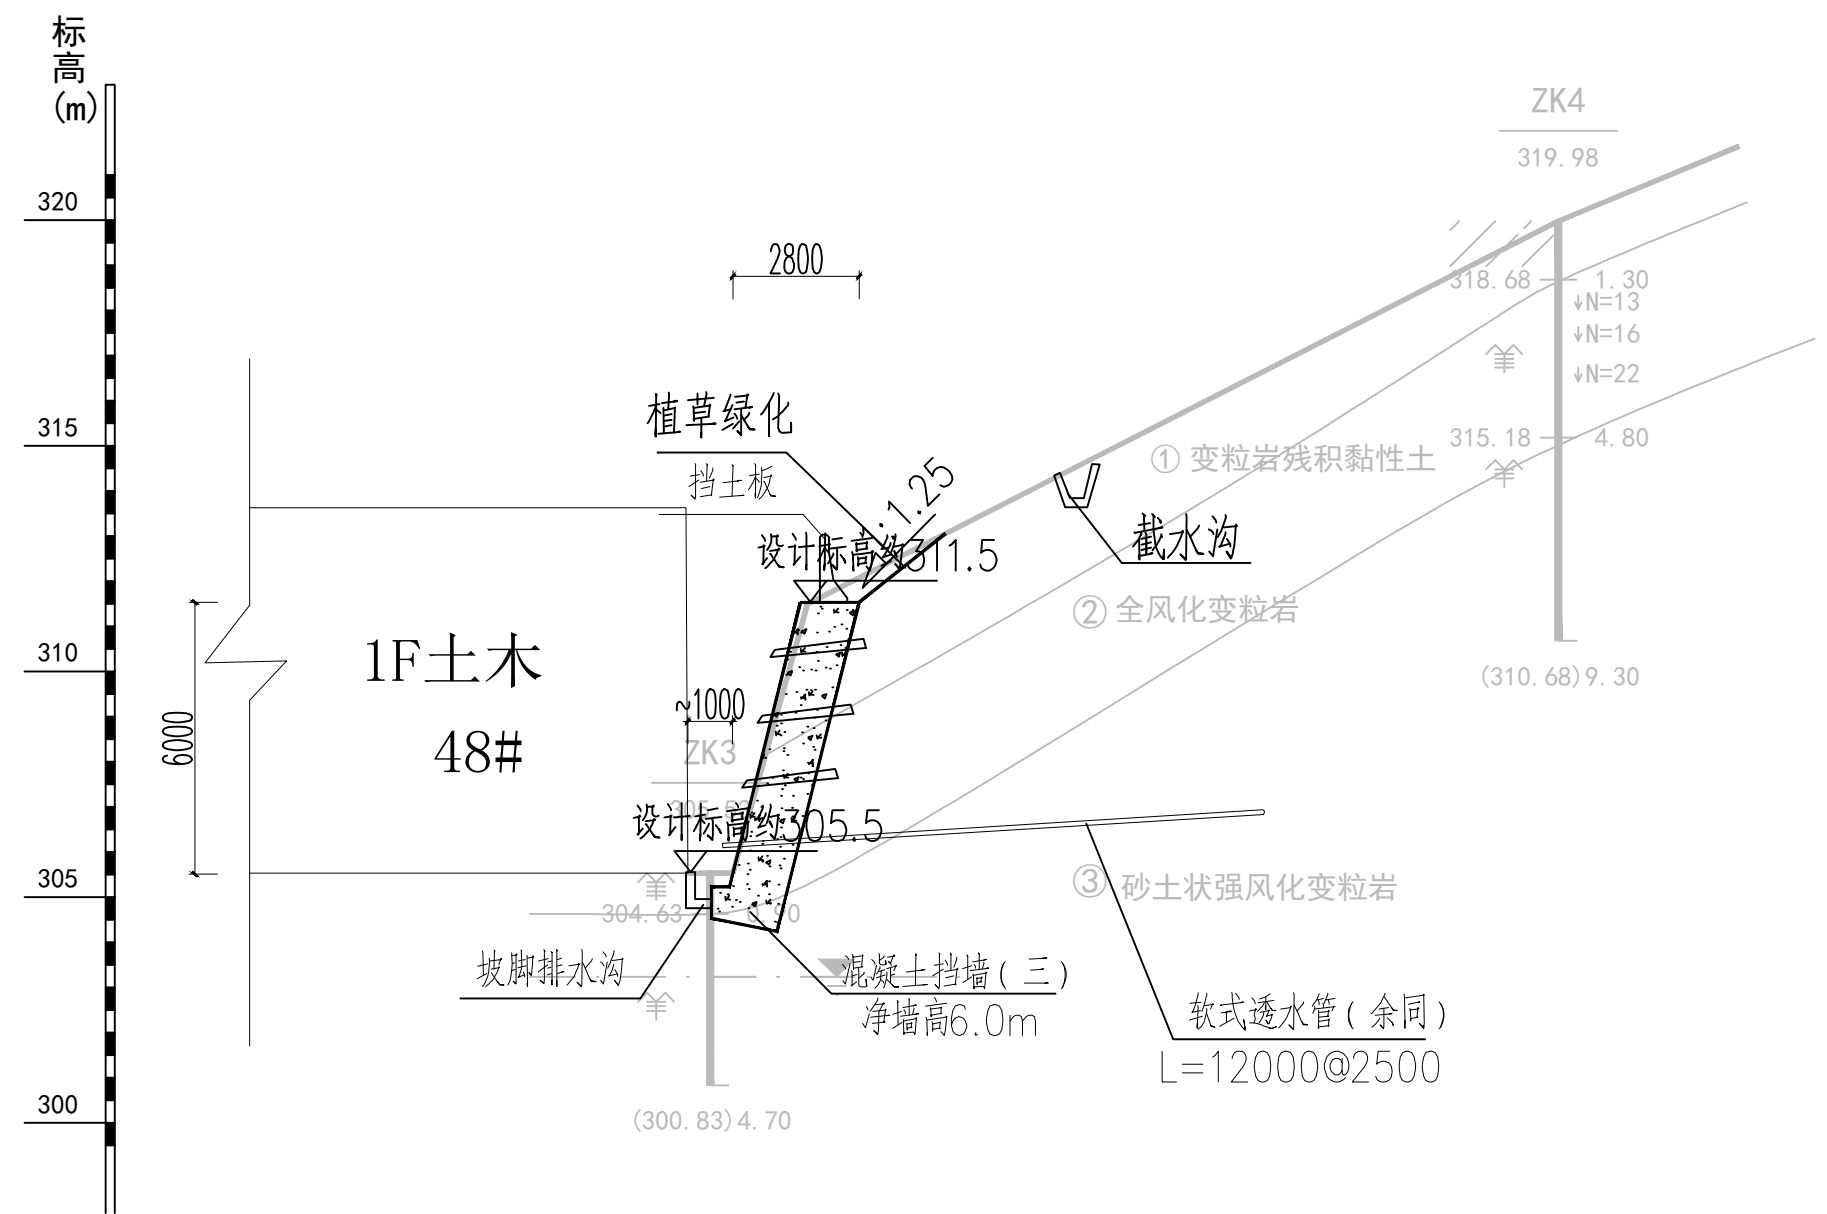 标高(m)
ZK4
319.98
320
2800
318.68
1.30
N=13
N=16
N=22
植草绿化
315
315.18
4.80
① 变粒岩残积黏性土
挡土板
:1.25
截水沟
设计标高约311.5
② 全风化变粒岩
310
1F土木
(310.68)9.30
≈1000
6000
48#
ZK3
设计标高约305.5
305
③ 砂土状强风化变粒岩
304.63
0.90
坡脚排水沟
混凝土挡墙(三)
净墙高6.0m
软式透水管(余同)
L=12000@2500
300
(300.83)4.70